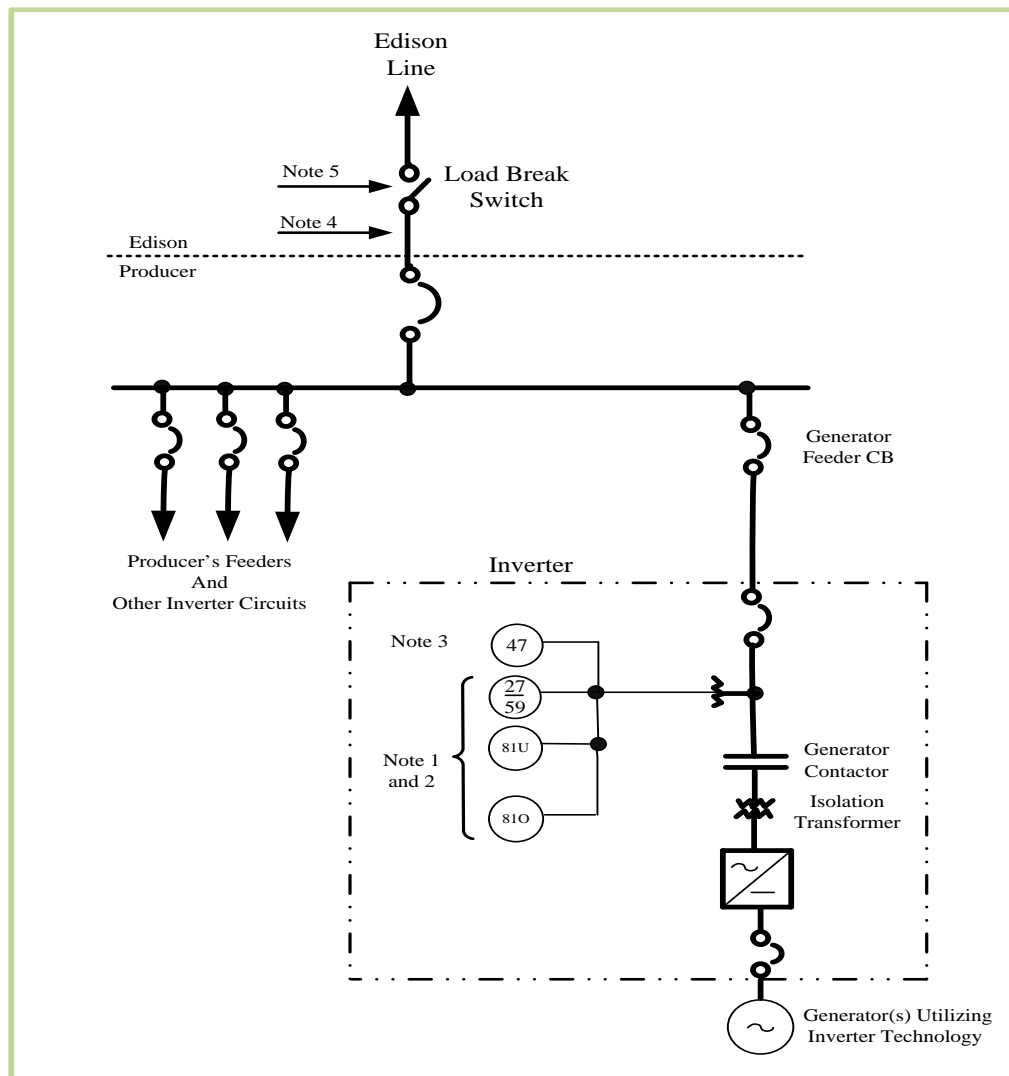 Edison
Line
Note 5
Load Break
Switch
Note 4
Edison
Producer
Generator
Feeder CB
Producer’s Feeders
And
Other Inverter Circuits
Inverter
Note 3
47
27
59
81U
Note 1
and 2
81O
Generator
Contactor
Isolation
Transformer
Generator(s) Utilizing
Inverter Technology